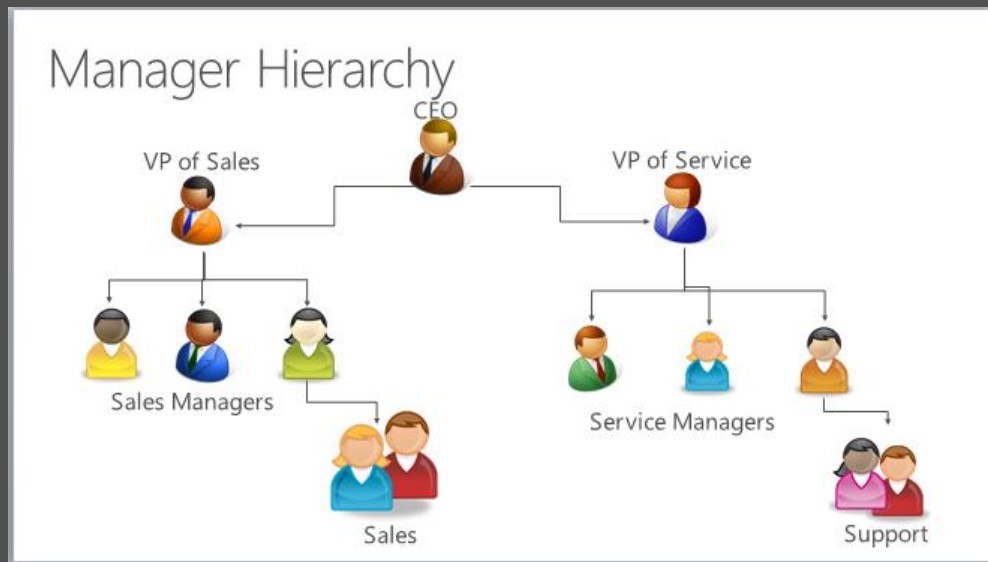 Manager Hierarchy
CEO
VP of Sales
VP of Service
Sales Managers
Service Managers
Sales
Support